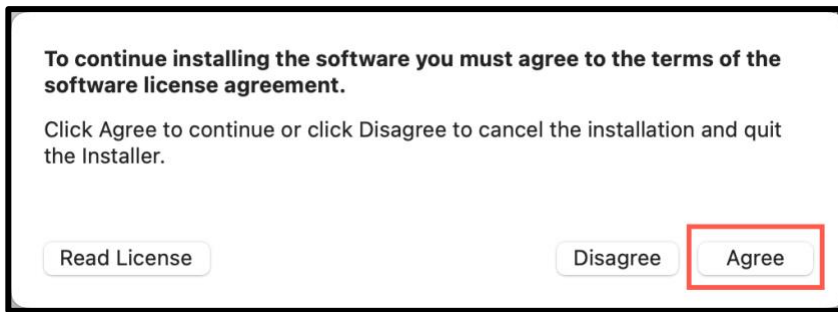 To continue installing the software you must agree to the terms of the
software license agreement.
Click Agree to continue or click Disagree to cancel the installation and quit
the Installer.
Read License Disagree Agree